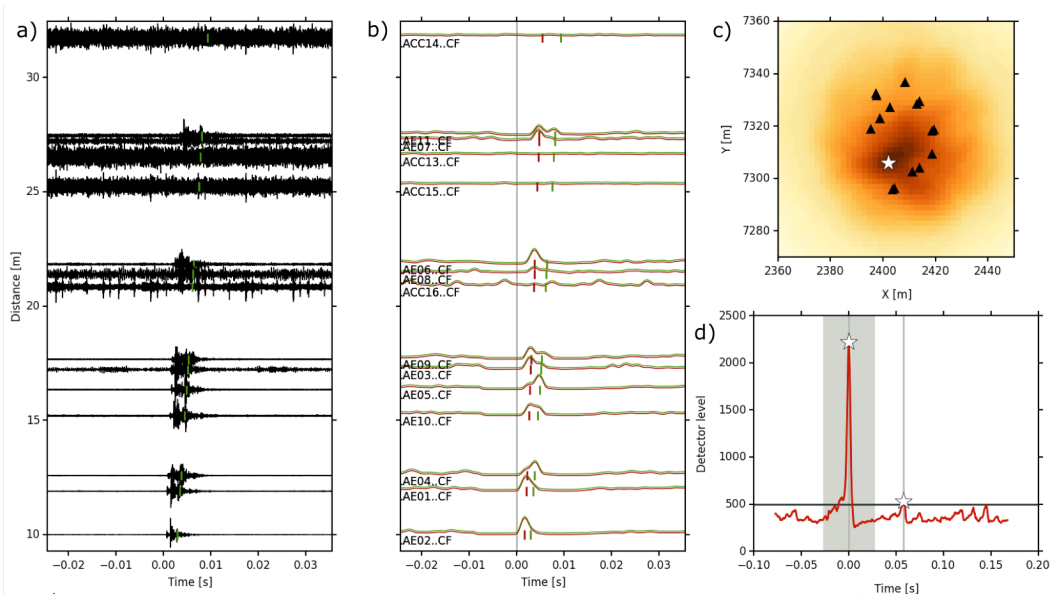 a)
30
25
20
15
10
Distance [m]
−0.02 −0.01 0.00 0.01 0.02 0.03
Time [s]
b)
.ACC14..CF
.AE11..CF
.AE07..CF
.ACC13..CF
.ACC15..CF
.AE06..CF
.AE08..CF
.ACC16..CF
.AE09..CF
.AE03..CF
.AE05..CF
.AE10..CF
.AE04..CF
.AE01..CF
.AE02..CF
−0.02 −0.01 0.00 0.01 0.02 0.03
Time [s]
c)
7360
7340
7320
7300
7280
Y [m]
2360 2380 2400 2420 2440
X [m]
d)
2500
2000
1500
1000
500
0
Detector level
−0.10 −0.05 0.00 0.05 0.10 0.15 0.20
Time [s]